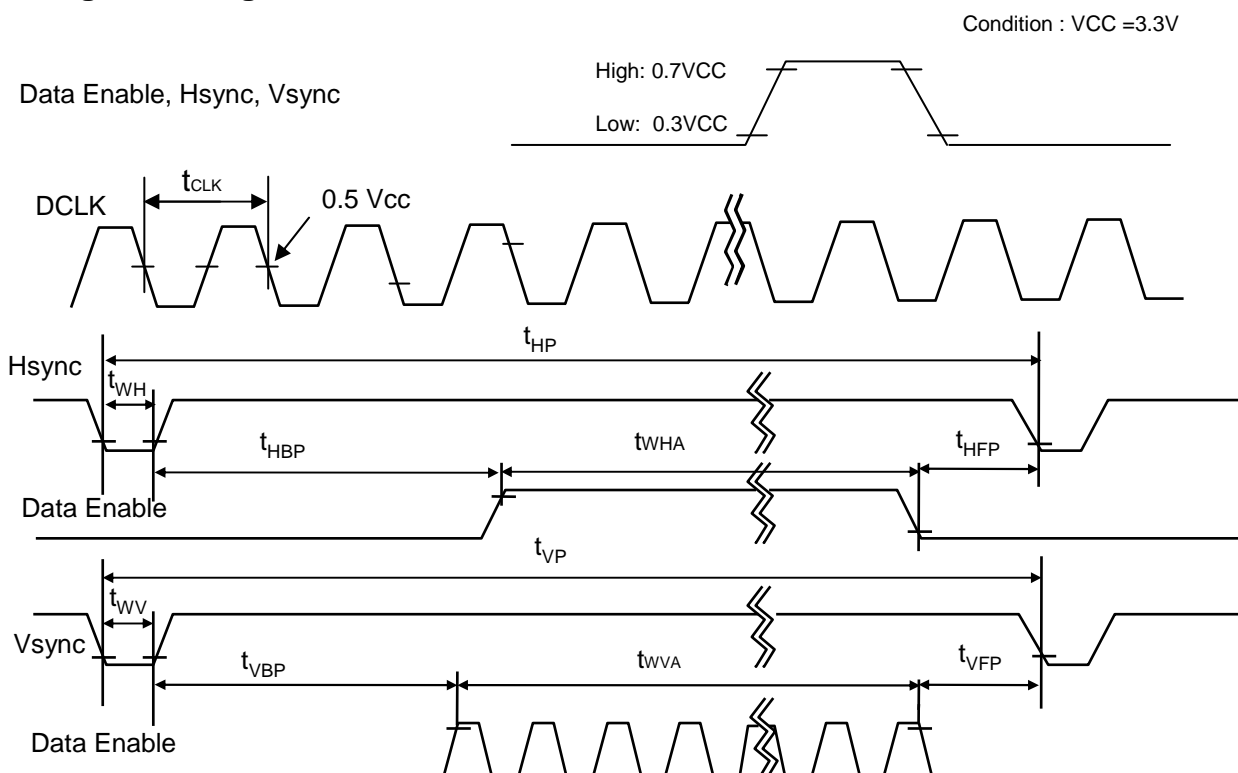 Condition : VCC =3.3V
High: 0.7VCC
Data Enable, Hsync, Vsync
Low: 0.3VCC
tCLK
0.5 Vcc
DCLK
tHP
Hsync
tWH
tHBP
tWHA
tHFP
Data Enable
tVP
tWV
Vsync
tVBP
tWVA
tVFP
Data Enable